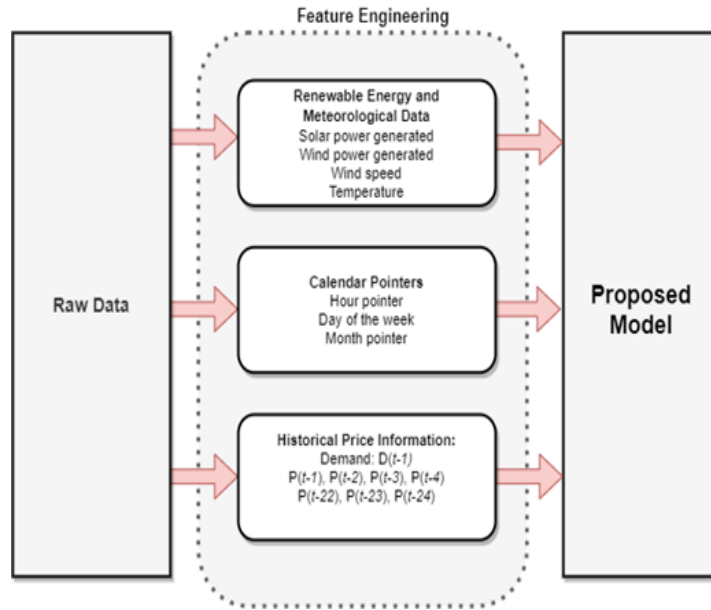 Feature Engineering
Raw Data
Renewable Energy and
Meteorological Data
Solar power generated
Wind power generated
Wind speed
Temperature
Calendar Pointers
Hour pointer
Day of the week
Month pointer
Historical Price Information:
Demand: D(t-1)
P(t-1), P(t-2), P(t-3), P(t-4)
P(t-22), P(t-23), P(t-24)
Proposed
Model